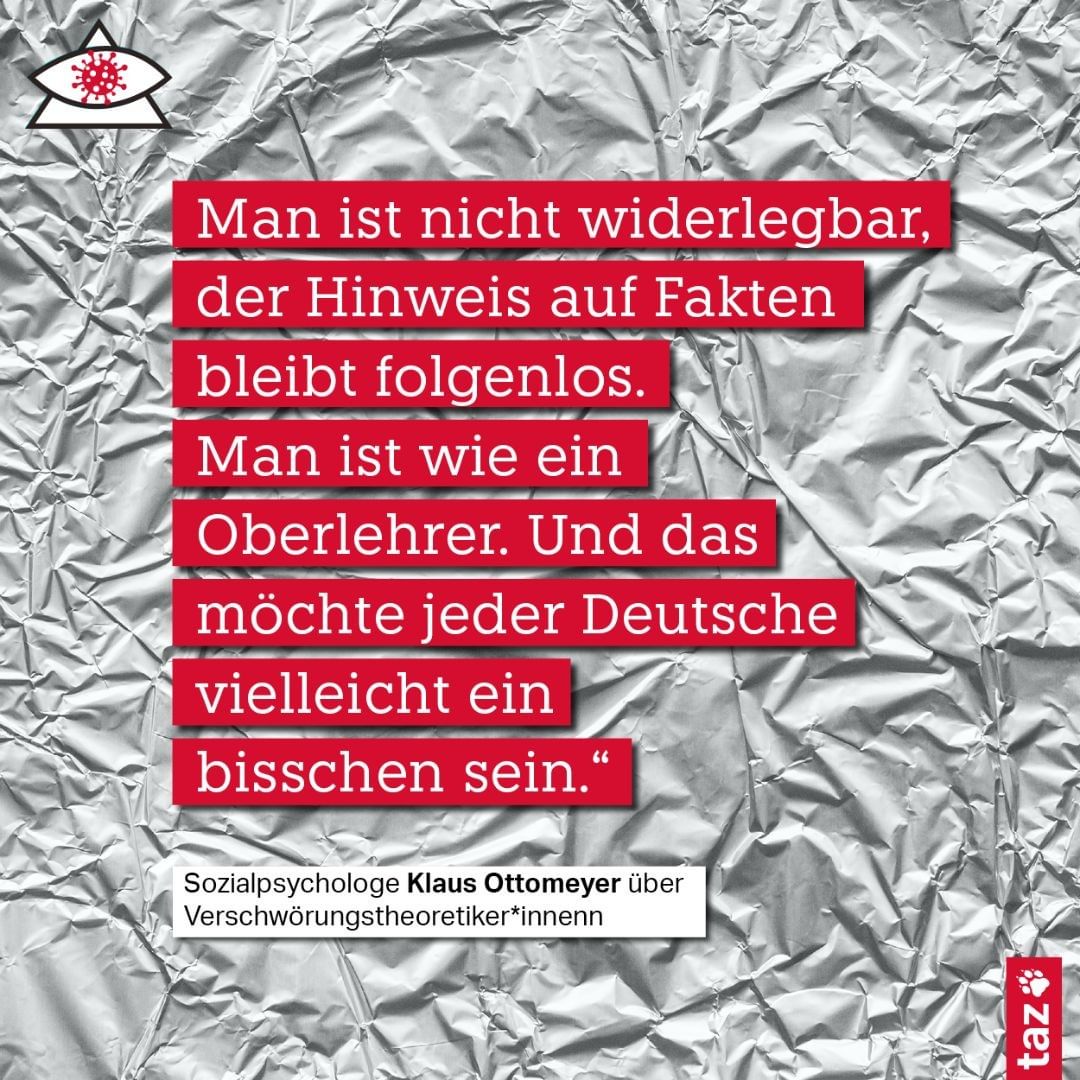 Man ist nicht widerlegbar,
der Hinweis auf Fakten
bleibt folgenlos.
Man ist wie ein
Oberlehrer. Und das
möchte jeder Deutsche
vielleicht ein
bisschen sein.“
Sozialpsychologe Klaus Ottomeyer über
Verschwörungstheoretiker*innenn
taz